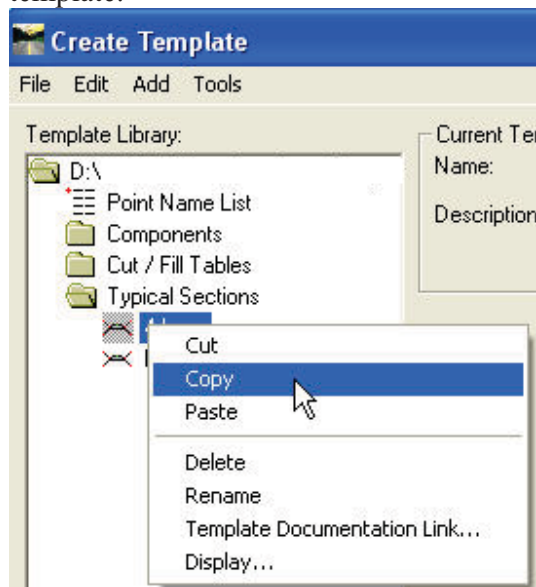 template.
Create Template
File Edit Add Tools
Template Library:
Current Te
D:\
Name:
Point Name List
Description
Components
Cut / Fill Tables
Typical Sections
Cut
Copy
Paste
Delete
Rename
Template Documentation Link...
Display...